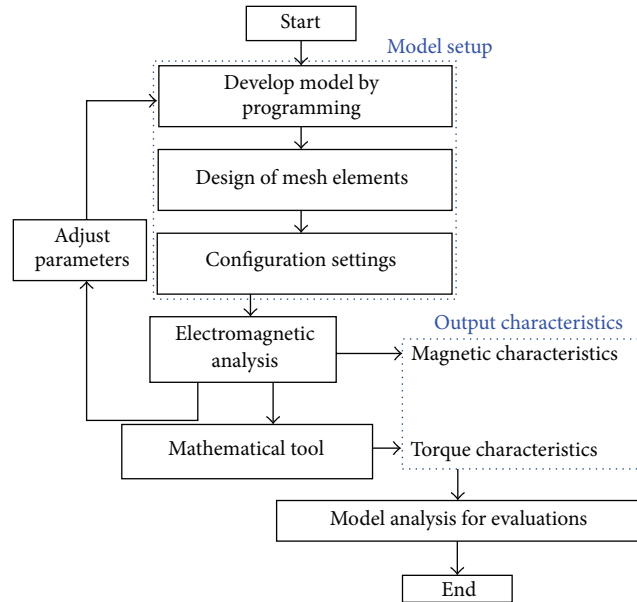 Start
Model setup
Develop model by
programming
Design of mesh elements
Adjust
parameters
Configuration settings
Electromagnetic
analysis
Output characteristics
Magnetic characteristics
Mathematical tool
Torque characteristics
Model analysis for evaluations
End